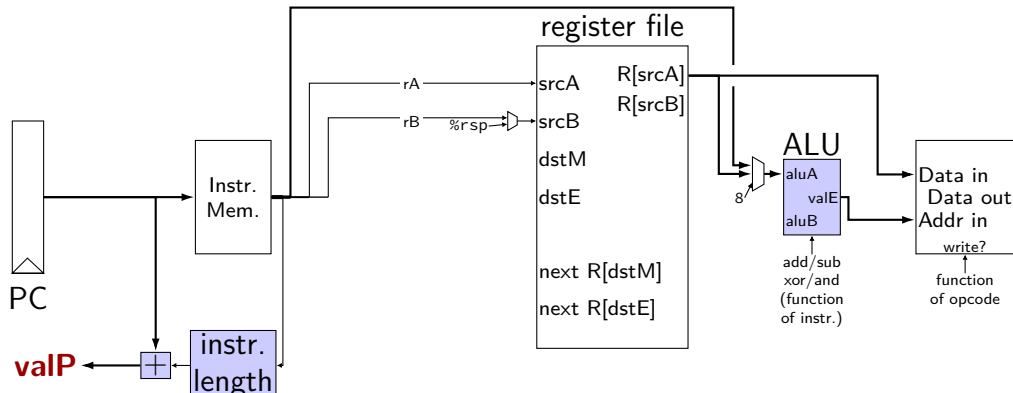 register file
rA
srcA
R[srcA]
R[srcB]
rB
%rsp
srcB
ALU
dstM
Instr.
Mem.
dstE
8
aluA
valE
aluB
Data in
Data out
Addr in
write?
add/sub
xor/and
(function
of instr.)
function
of opcode
next R[dstM]
next R[dstE]
PC
valP
+
instr.
length